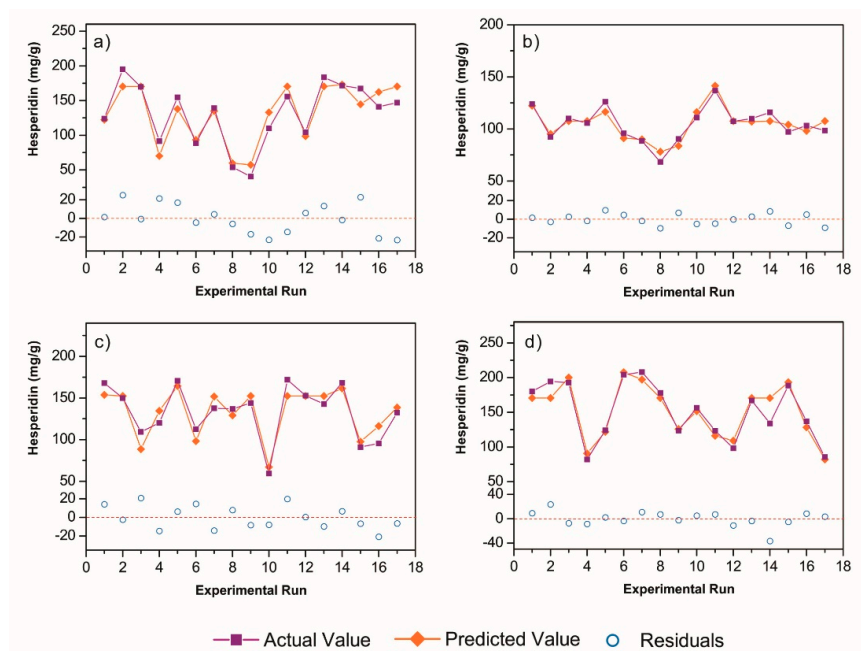 a)
Hesperidin (mg/g)
250
200
150
100
50
20
0
-20
0 2 4 6 8 10 12 14 16 18
Experimental Run
b)
Hesperidin (mg/g)
200
150
100
50
20
0
-20
0 2 4 6 8 10 12 14 16 18
Experimental Run
c)
Hesperidin (mg/g)
200
150
100
50
20
0
-20
0 2 4 6 8 10 12 14 16 18
Experimental Run
d)
Hesperidin (mg/g)
250
200
150
100
50
40
0
-40
0 2 4 6 8 10 12 14 16 18
Experimental Run
Actual Value Predicted Value Residuals